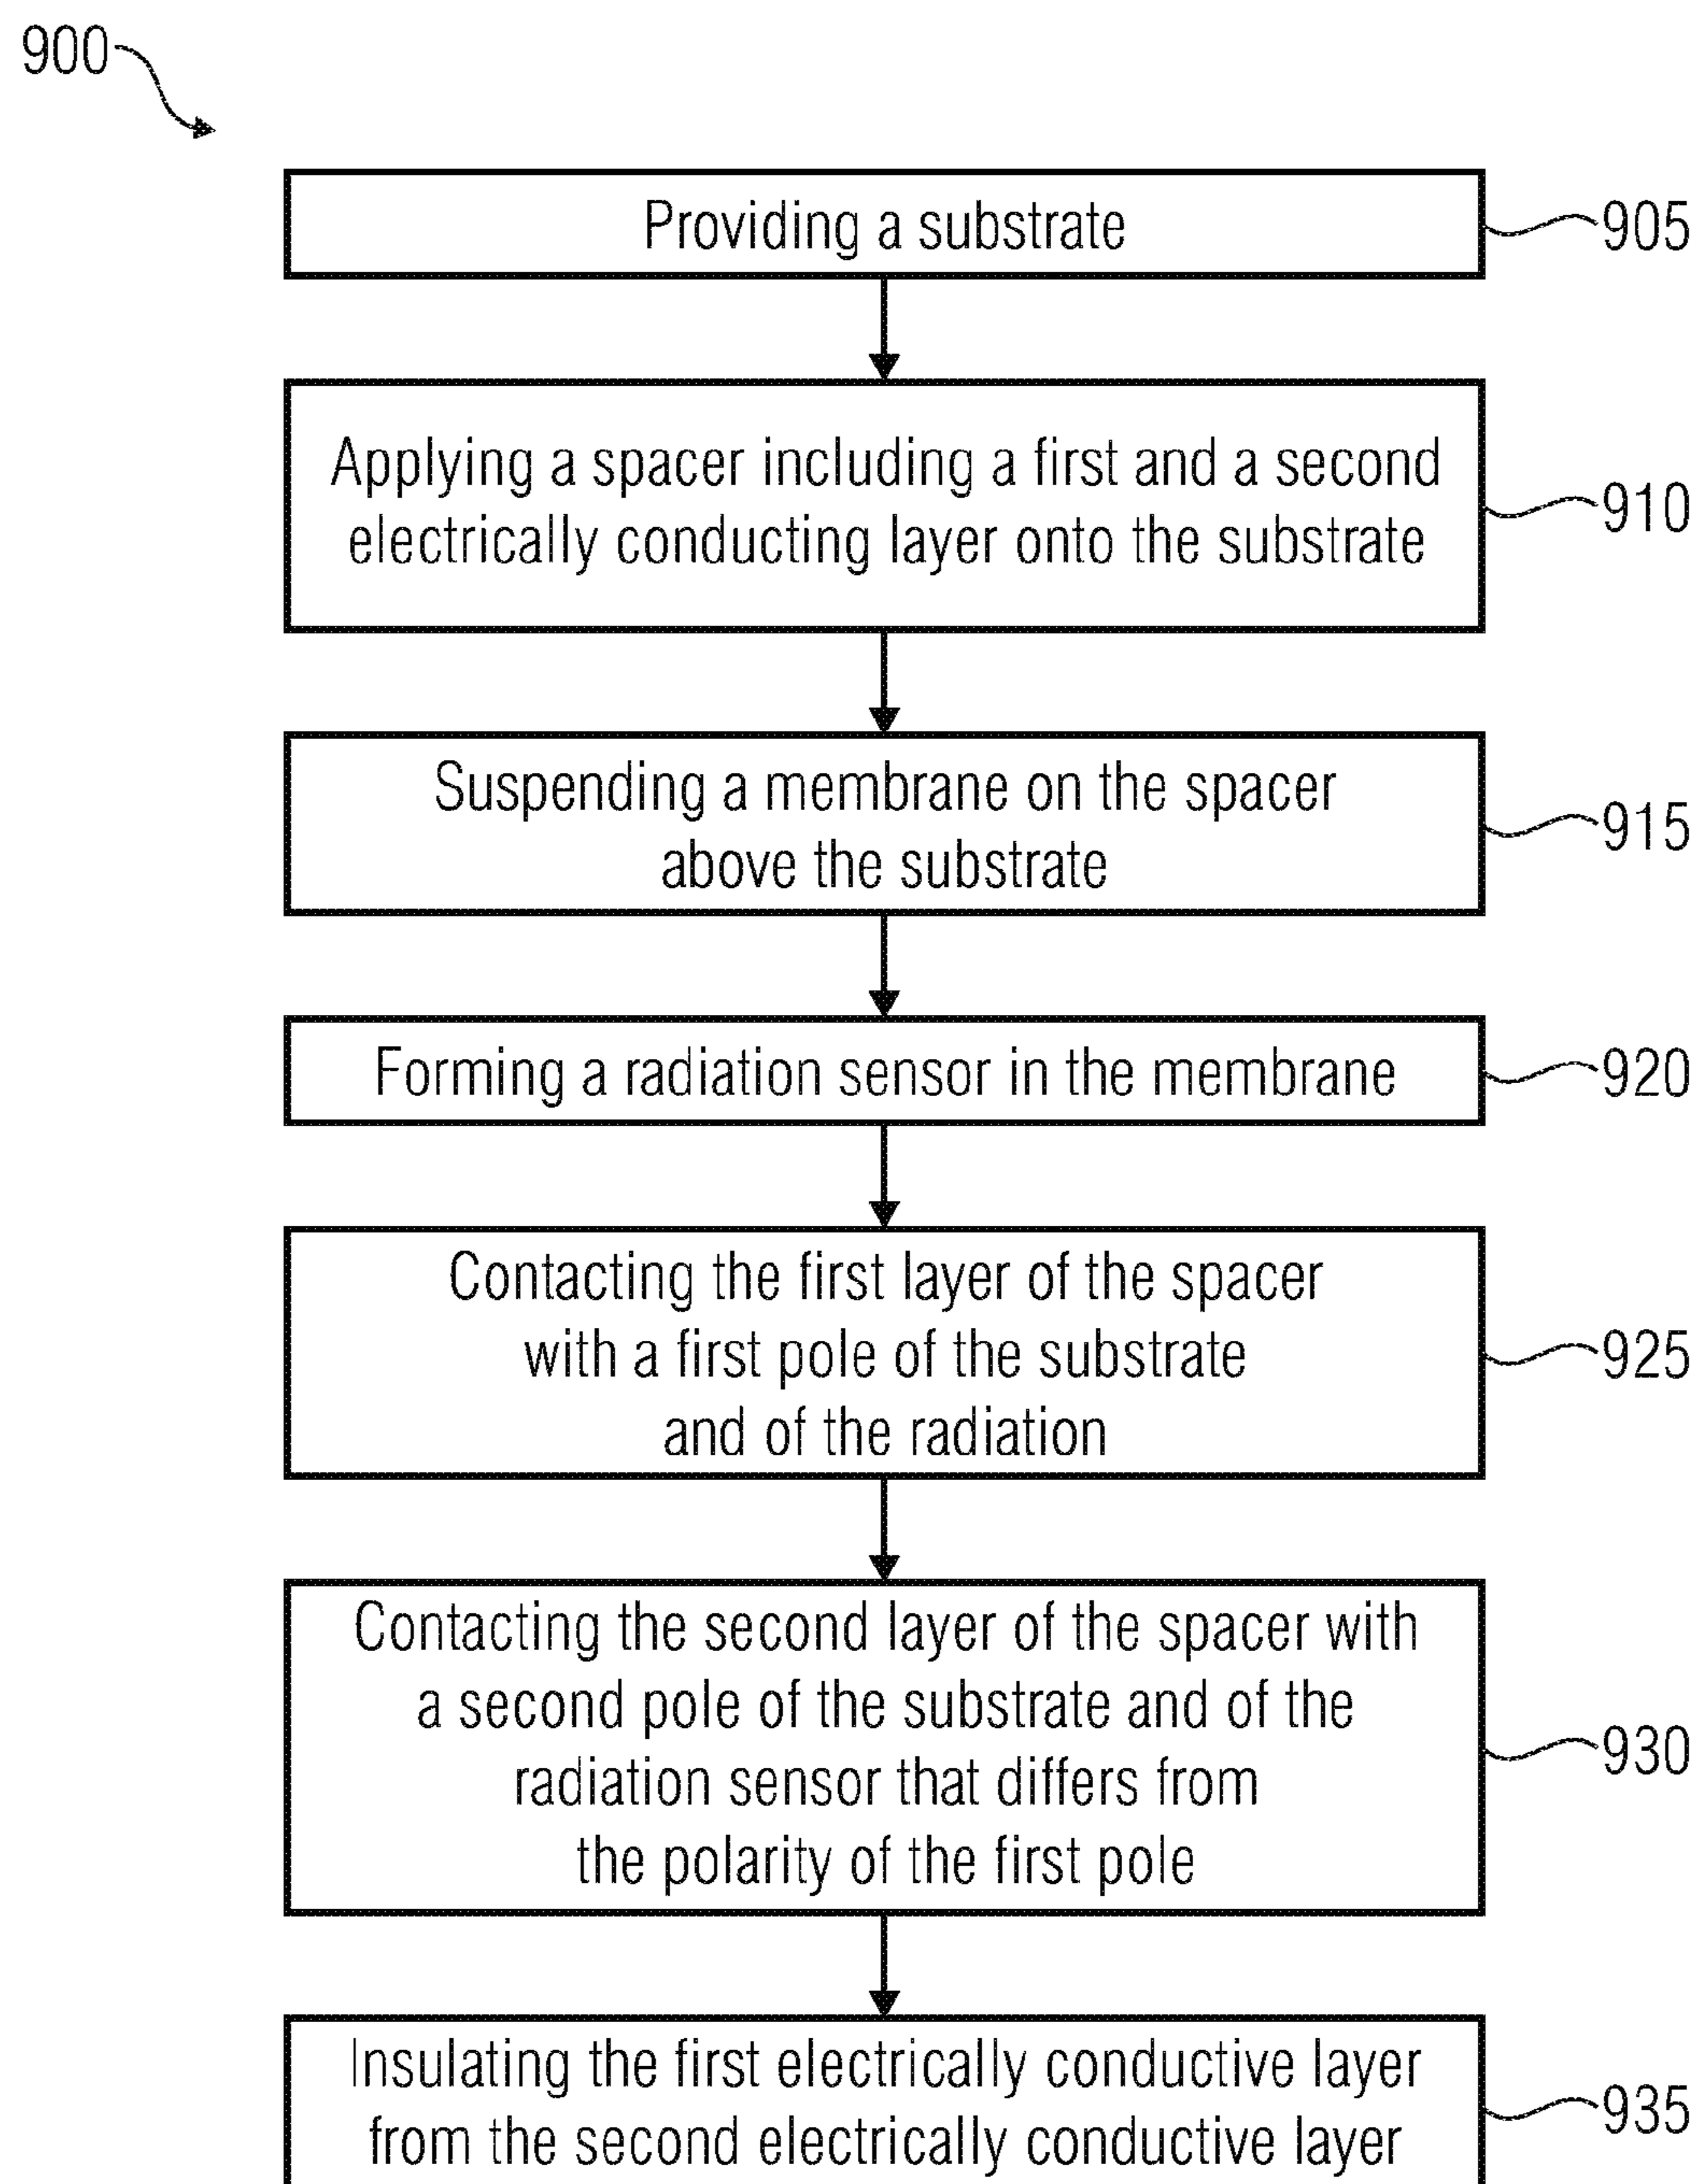 900
Providing a substrate
905
Applying a spacer including a first and a second
electrically conducting layer onto the substrate
910
Suspending a membrane on the spacer
above the substrate
915
Forming a radiation sensor in the membrane
920
Contacting the first layer of the spacer
with a first pole of the substrate
and of the radiation
925
Contacting the second layer of the spacer with
a second pole of the substrate and of the
radiation sensor that differs from
the polarity of the first pole
930
Insulating the first electrically conductive layer
from the second electrically conductive layer
935